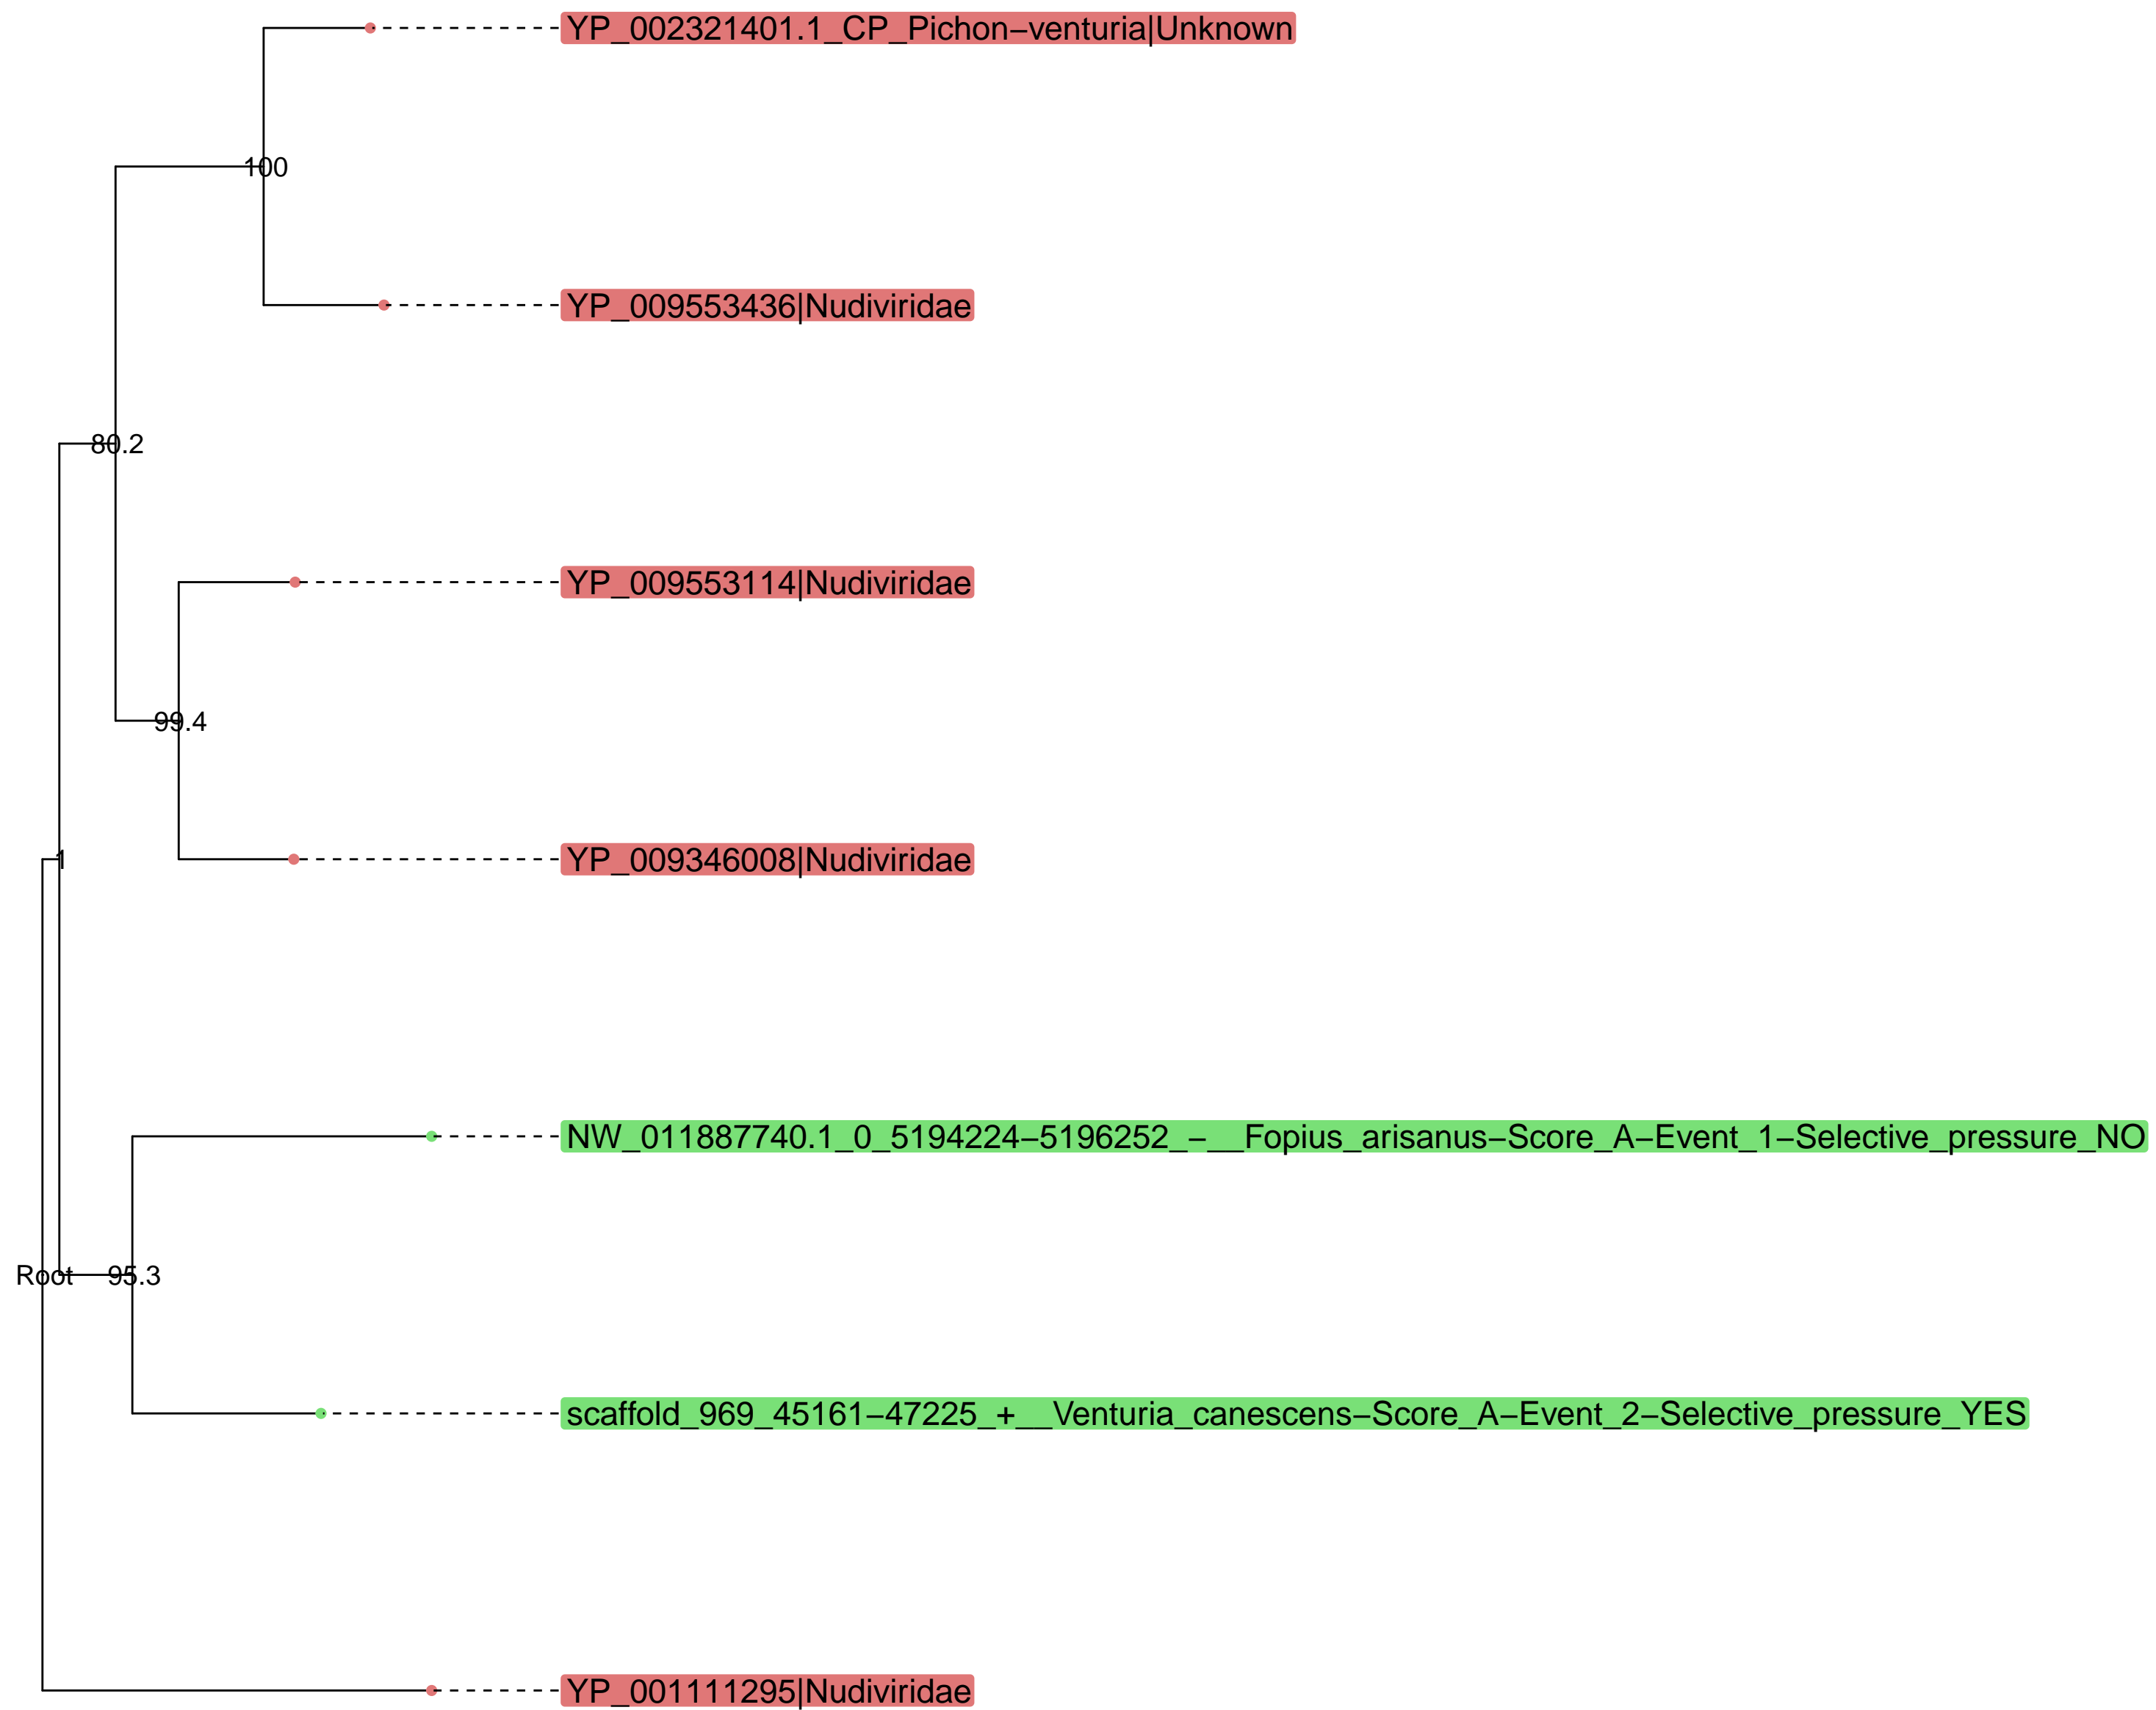 YP_002321401.1_CP_Pichon−venturia|Unknown
100
YP_009553436|Nudiviridae
80.2
YP_009553114|Nudiviridae
99.4
1
YP_009346008|Nudiviridae
NW_011887740.1_0_5194224−5196252_−__Fopius_arisanus−Score_A−Event_1−Selective_pressure_NO
Root
95.3
scaffold_969_45161−47225_+__Venturia_canescens−Score_A−Event_2−Selective_pressure_YES
YP_001111295|Nudiviridae